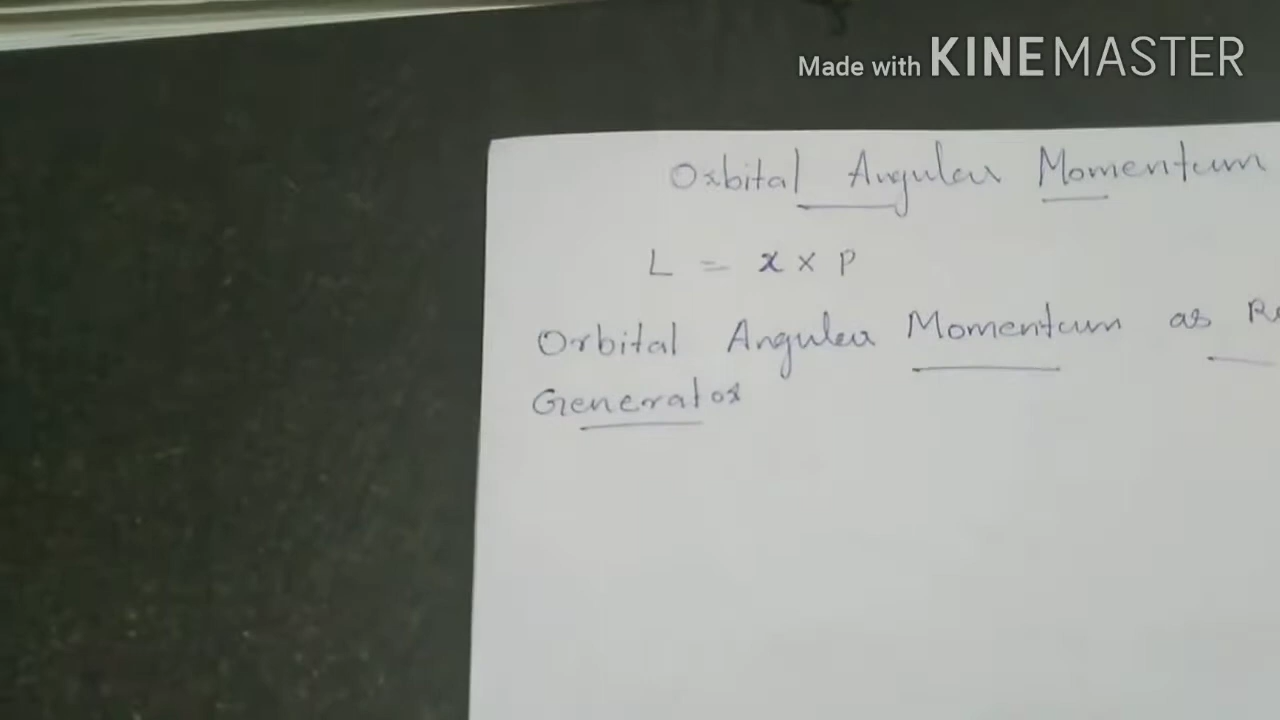 Made with KINEMASTER
Orbital Angular Momentum
L = x × P
Orbital Angular Momentum as
Generator